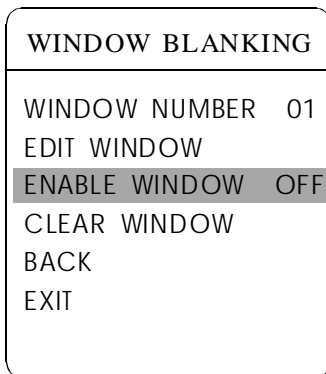 WINDOW BLANKING
WINDOW NUMBER 01
EDIT WINDOW
ENABLE WINDOW OFF
CLEAR WINDOW
BACK
EXIT